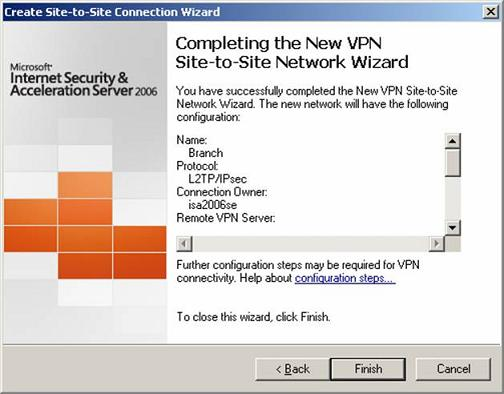 Create Site-to-Site Connection Wizard
Microsoft®
Internet Security &
Acceleration Server 2006
Completing the New VPN
Site-to-Site Network Wizard
You have successfully completed the New VPN Site-to-Site
Network Wizard. The new network will have the following
configuration:
Name:
Branch
Protocol:
L2TP/IPsec
Connection Owner:
isa2006se
Remote VPN Server:
Further configuration steps may be required for VPN
connectivity. Help about configuration steps...
To close this wizard, click Finish.
< Back
Finish
Cancel